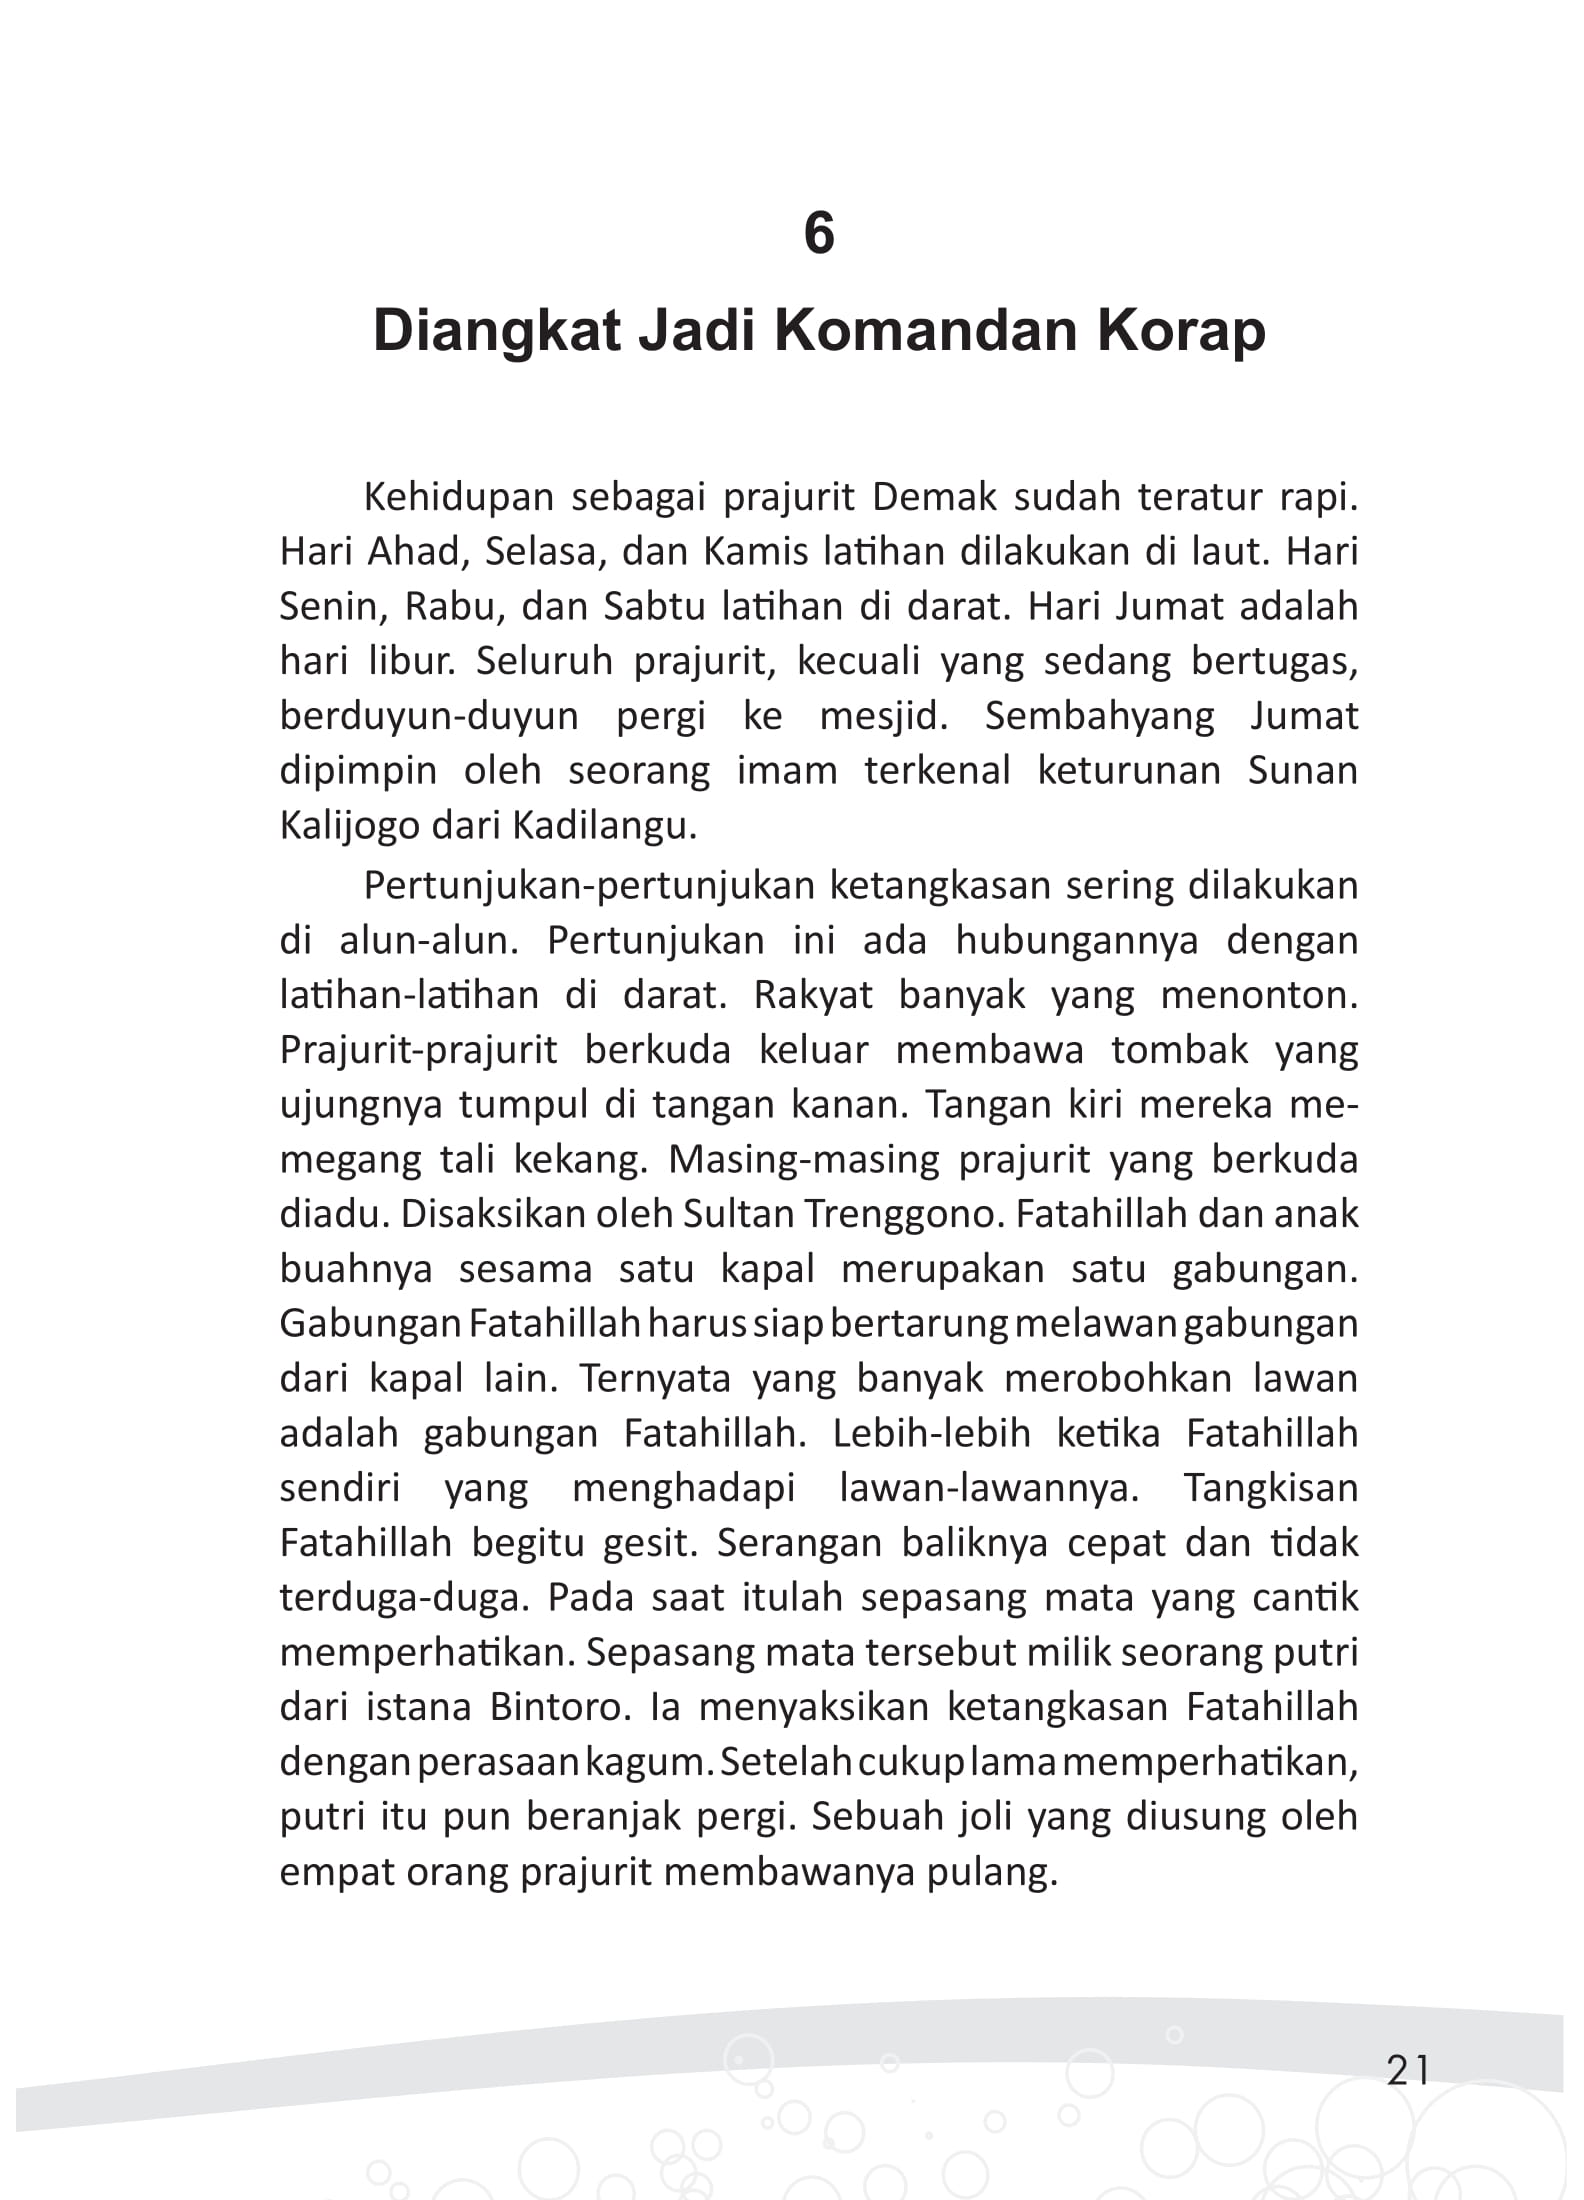 6
Diangkat Jadi Komandan Korap
Kehidupan sebagai prajurit Demak sudah teratur rapi.
Hari Ahad, Selasa, dan Kamis latihan dilakukan di laut. Hari
Senin, Rabu, dan Sabtu latihan di darat. Hari Jumat adalah
hari libur. Seluruh prajurit, kecuali yang sedang bertugas,
berduyun-duyun pergi ke mesjid. Sembahyang Jumat
dipimpin oleh seorang imam terkenal keturunan Sunan
Kalijogo dari Kadilangu.
Pertunjukan-pertunjukan ketangkasan sering dilakukan
di alun-alun. Pertunjukan ini ada hubungannya dengan
latihan-latihan di darat. Rakyat banyak yang menonton.
Prajurit-prajurit berkuda keluar membawa tombak yang
ujungnya tumpul di tangan kanan. Tangan kiri mereka me-
megang tali kekang. Masing-masing prajurit yang berkuda
diadu. Disaksikan oleh Sultan Trenggono. Fatahillah dan anak
buahnya sesama satu kapal merupakan satu gabungan.
Gabungan Fatahillah harus siap bertarung melawan gabungan
dari kapal lain. Ternyata yang banyak merobohkan lawan
adalah gabungan Fatahillah. Lebih-lebih ketika Fatahillah
sendiri yang menghadapi lawan-lawannya. Tangkisan
Fatahillah begitu gesit. Serangan baliknya cepat dan tidak
terduga-duga. Pada saat itulah sepasang mata yang cantik
memperhatikan. Sepasang mata tersebut milik seorang putri
dari istana Bintoro. Ia menyaksikan ketangkasan Fatahillah
dengan perasaan kagum. Setelah cukup lama memperhatikan,
putri itu pun beranjak pergi. Sebuah joli yang diusung oleh
empat orang prajurit membawanya pulang.
21